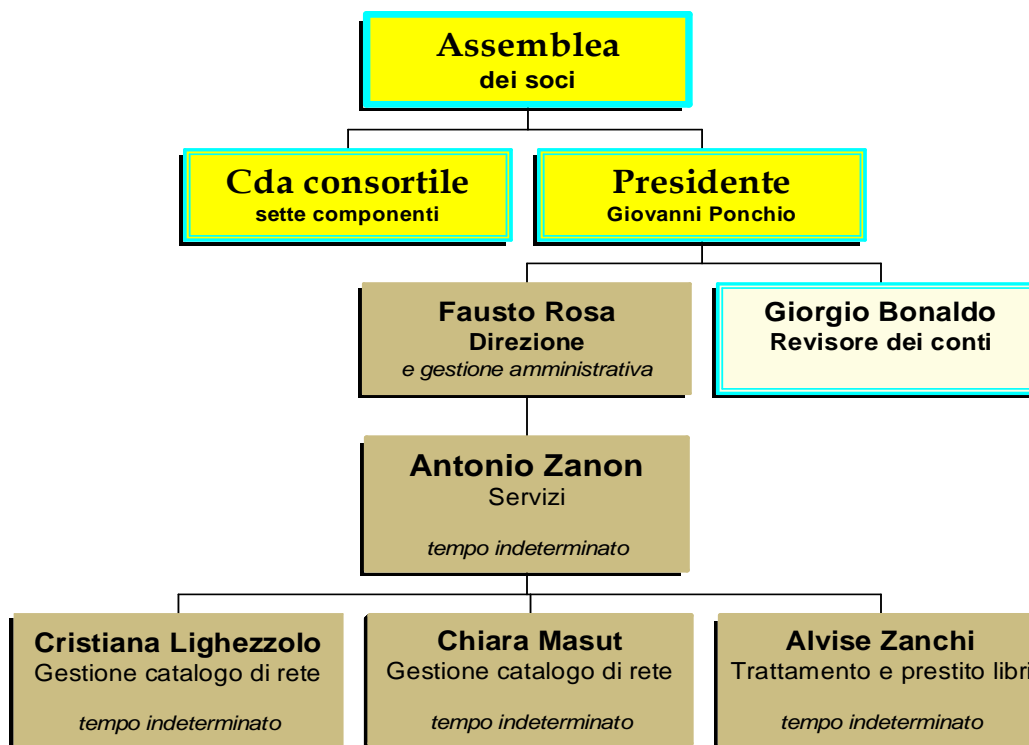 Assemblea
dei soci
Cda consortile
sette componenti
Presidente
Giovanni Ponchio
Fausto Rosa
Direzione
e gestione amministrativa
Giorgio Bonaldo
Revisore dei conti
Antonio Zanon
Servizi
tempo indeterminato
Cristiana Lighezzolo
Gestione catalogo di rete
tempo indeterminato
Chiara Masut
Gestione catalogo di rete
tempo indeterminato
Alvise Zanchi
Trattamento e prestito libri
tempo indeterminato